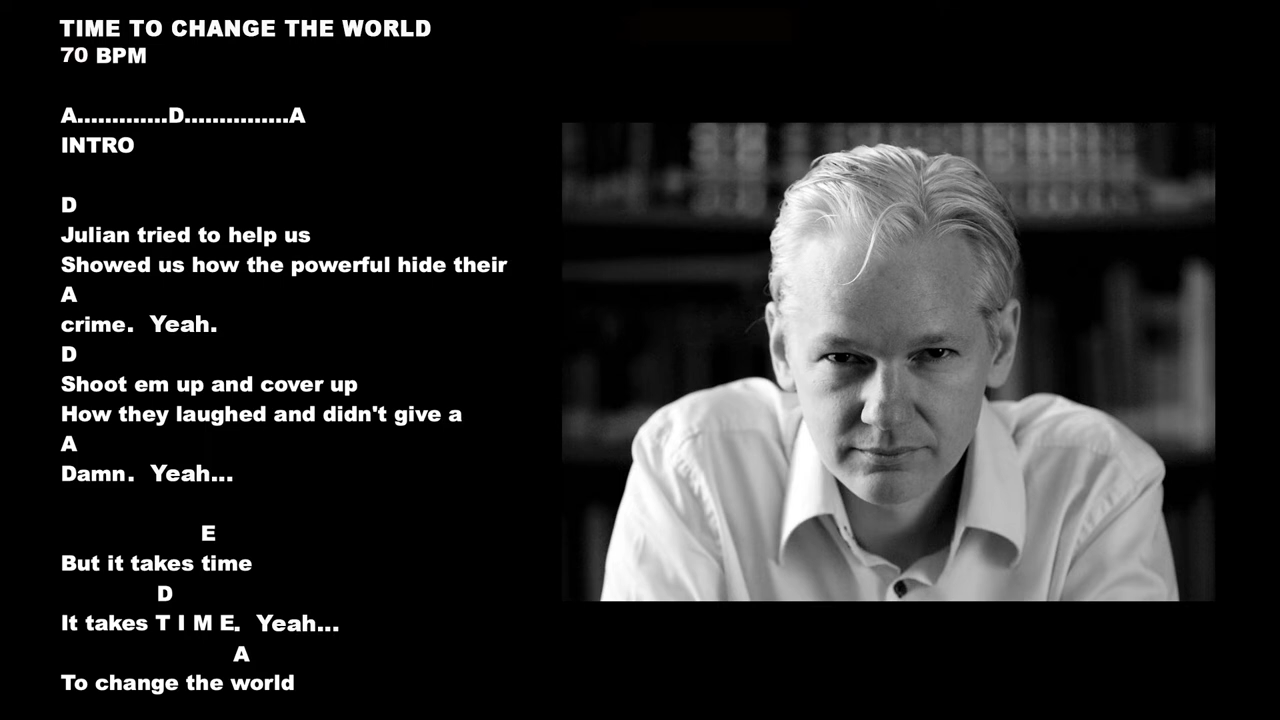 TIME TO CHANGE THE WORLD
70 BPM
A.............D...............A
INTRO
D
Julian tried to help us
Showed us how the powerful hide their
A
crime.  Yeah.
D
Shoot em up and cover up
How they laughed and didn't give a
A
Damn.  Yeah...
E
But it takes time
D
It takes T I M E.  Yeah...
A
To change the world